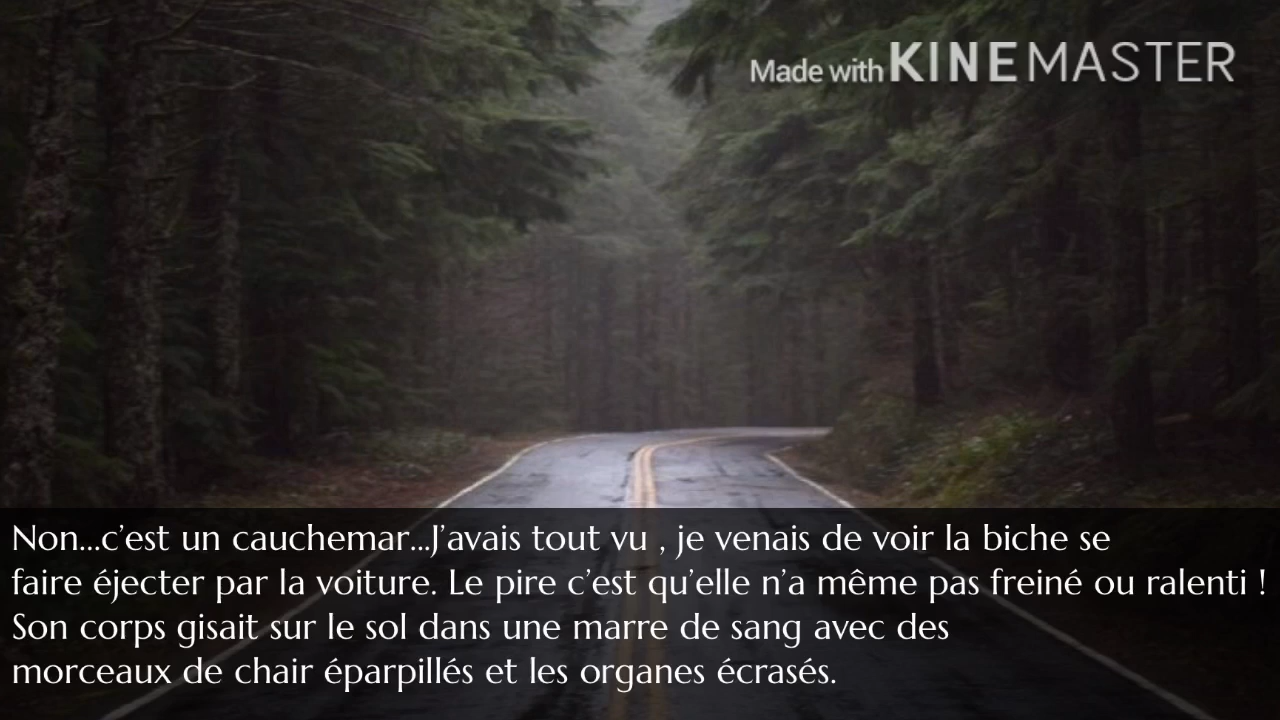 Made with KINEMASTER
Non...c'est un cauchemar...J'avais tout vu , je venais de voir la biche se
faire éjecter par la voiture. Le pire c'est qu'elle n'a même pas freiné ou ralenti !
Son corps gisait sur le sol dans une marre de sang avec des
morceaux de chair éparpillés et les organes écrasés.